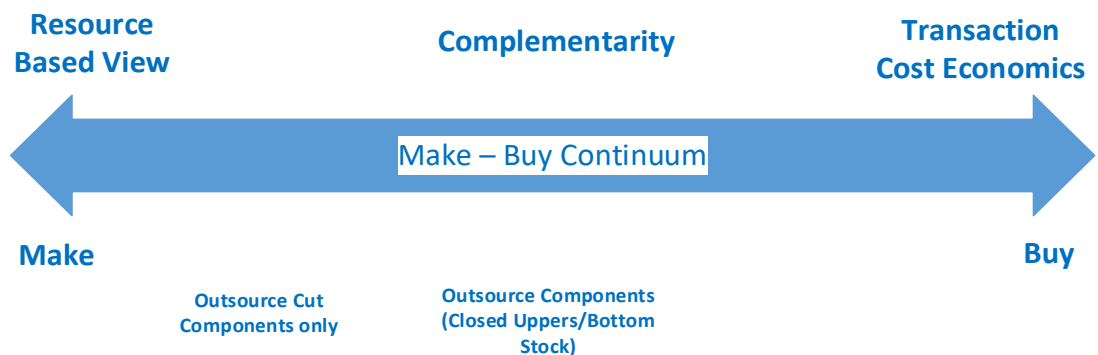 Resource
Based View
Complementarity
Transaction
Cost Economics
Make – Buy Continuum
Make
Buy
Outsource Cut
Components only
Outsource Components
(Closed Uppers/Bottom
Stock)